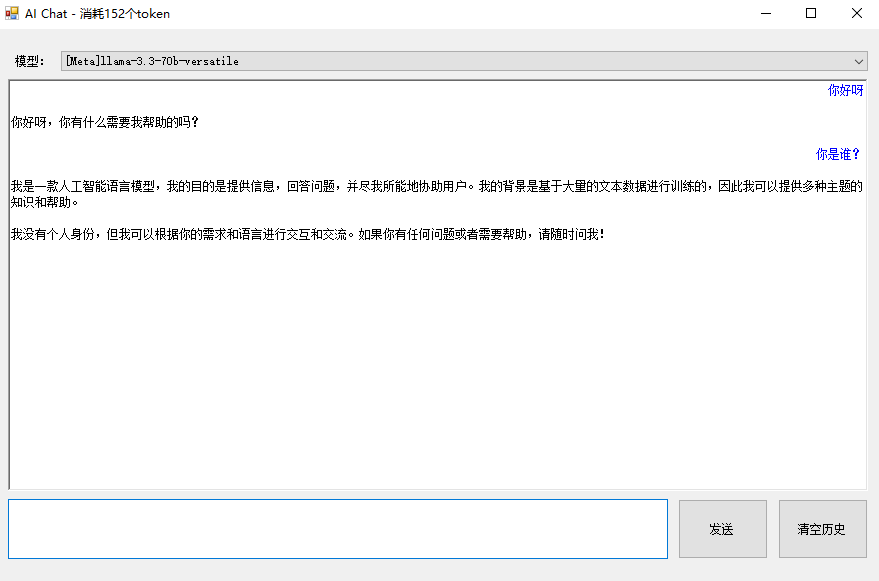 AI Chat - 消耗152个token
模型：
[Meta]llama-3.3-70b-versatile
你好呀
你好呀，你有什么需要我帮助的吗？
你是谁？
我是一款人工智能语言模型，我的目的是提供信息，回答问题，并尽我所能地协助用户。我的背景是基于大量的文本数据进行训练的，因此我可以提供多种主题的
知识和帮助。
我没有个人身份，但我可以根据你的需求和语言进行交互和交流。如果你有任何问题或者需要帮助，请随时问我！
发送
清空历史